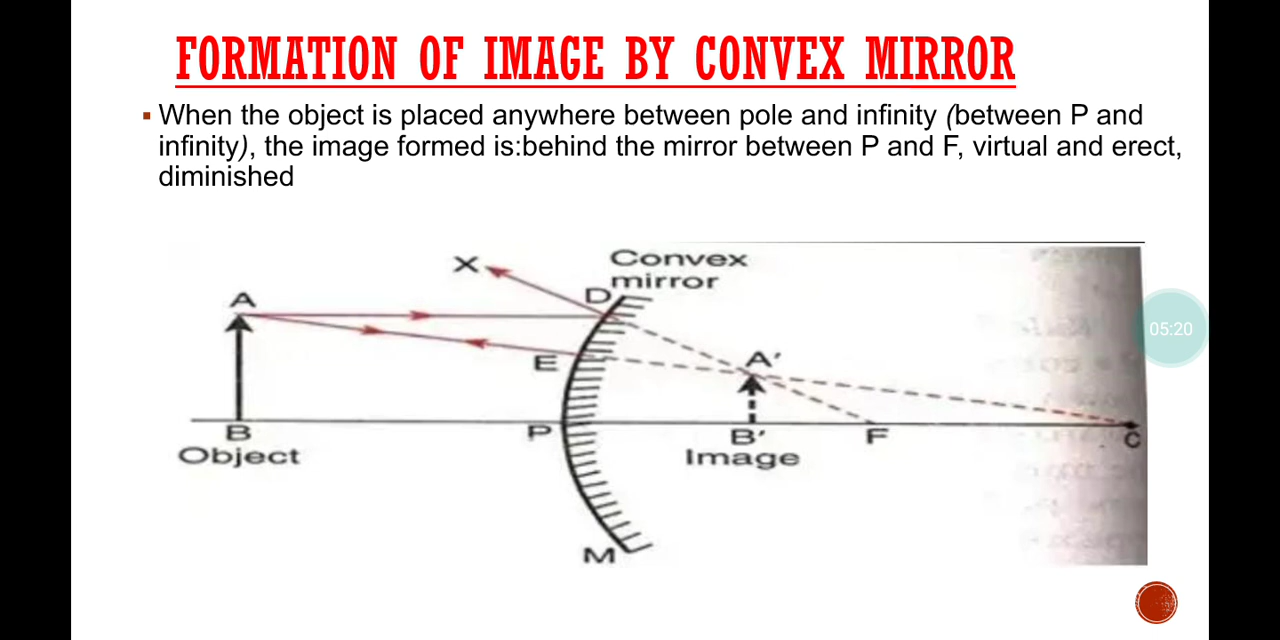 FORMATION OF IMAGE BY CONVEX MIRROR
▪ When the object is placed anywhere between pole and infinity (between P and
infinity), the image formed is:behind the mirror between P and F, virtual and erect,
diminished
Convex
mirror
X
D
A
05:20
E
A′
B
P
B′
F
C
Object
Image
M